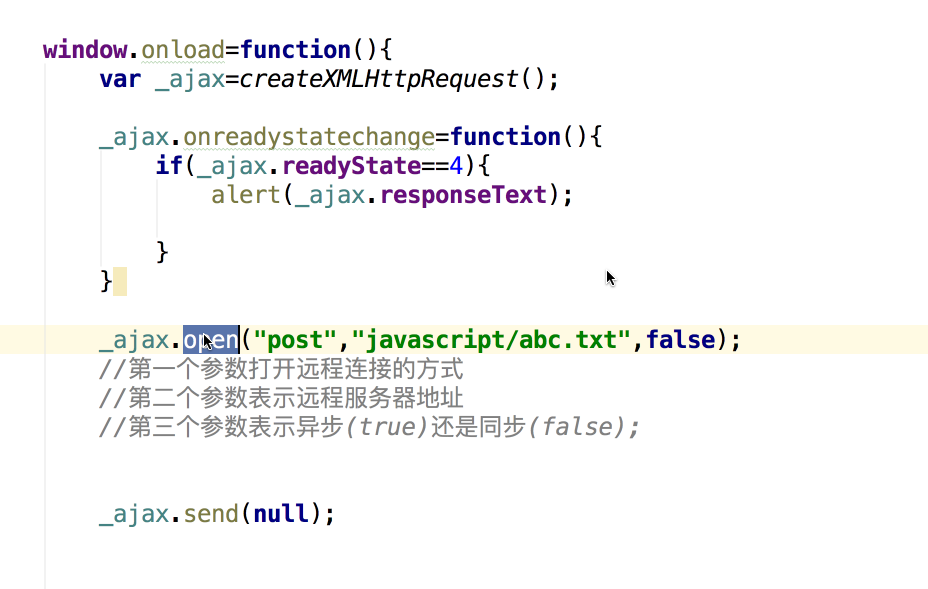 window.onload=function(){
var _ajax=createXMLHttpRequest();
_ajax.onreadystatechange=function(){
if(_ajax.readyState==4){
alert(_ajax.responseText);
}
}
_ajax.open("post","javascript/abc.txt",false);
//第一个参数打开远程连接的方式
//第二个参数表示远程服务器地址
//第三个参数表示异步(true)还是同步(false);
_ajax.send(null);